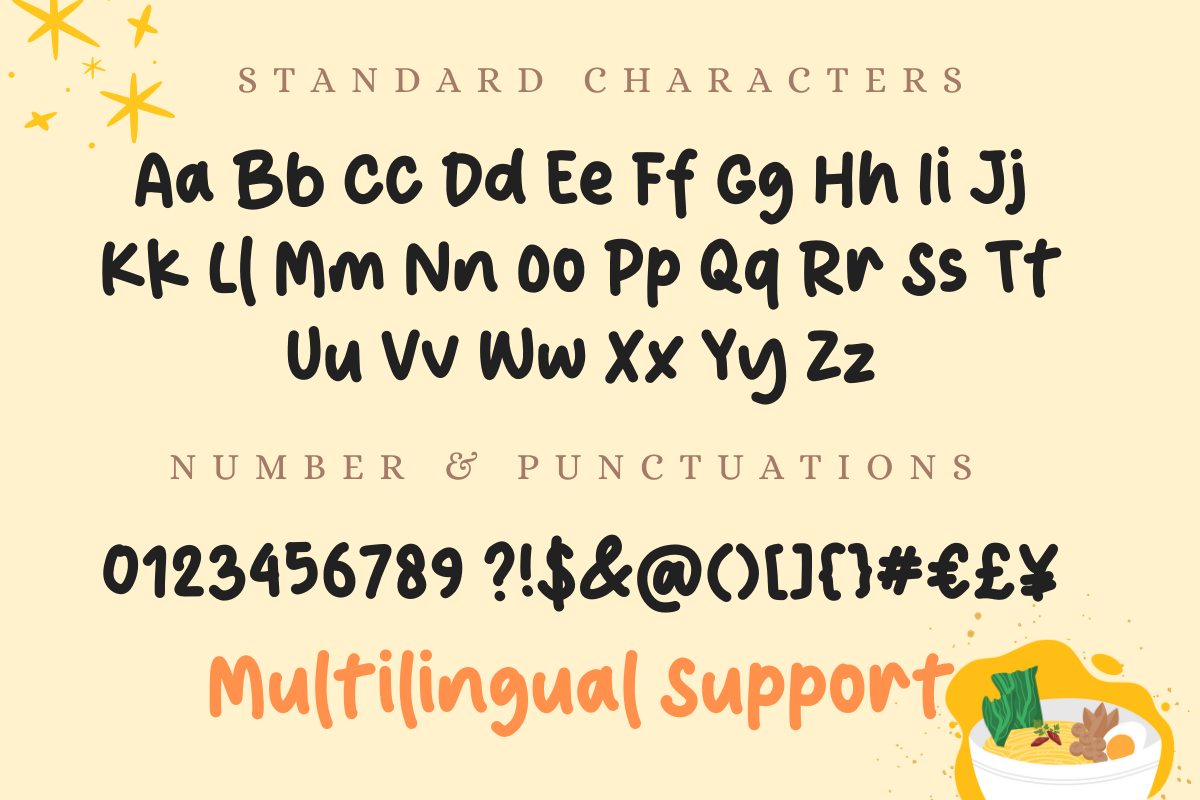 STANDARD CHARACTERS
Aa Bb Cc Dd Ee Ff Gg Hh Ii Jj
Kk Ll Mm Nn Oo Pp Qq Rr Ss Tt
Uu Vv Ww Xx Yy Zz
NUMBER & PUNCTUATIONS
0123456789 ?!$&@()[]{}#€£¥
Multilingual Support